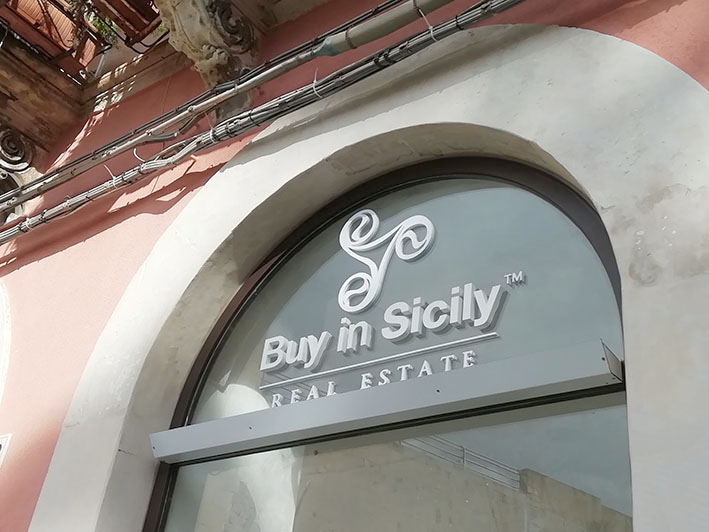 Buy in Sicily™
REAL ESTATE